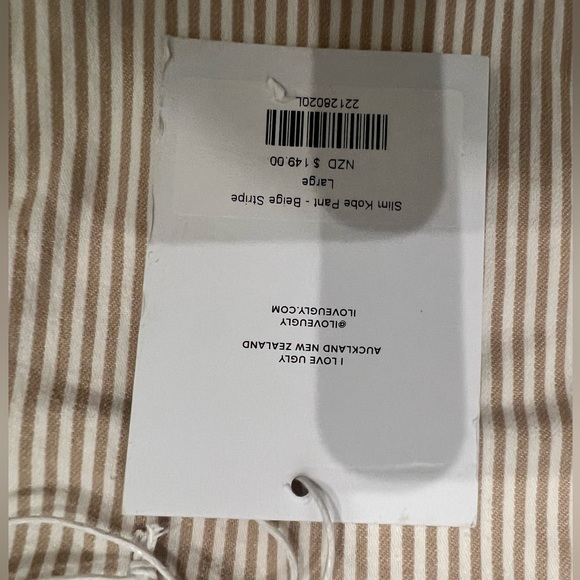 I LOVE UGLY
AUCKLAND NEW ZEALAND
@ILOVEUGLY
ILOVEUGLY.COM
Slim Kobe Pant - Beige Stripe
Large
NZD $ 149.00
22128020L